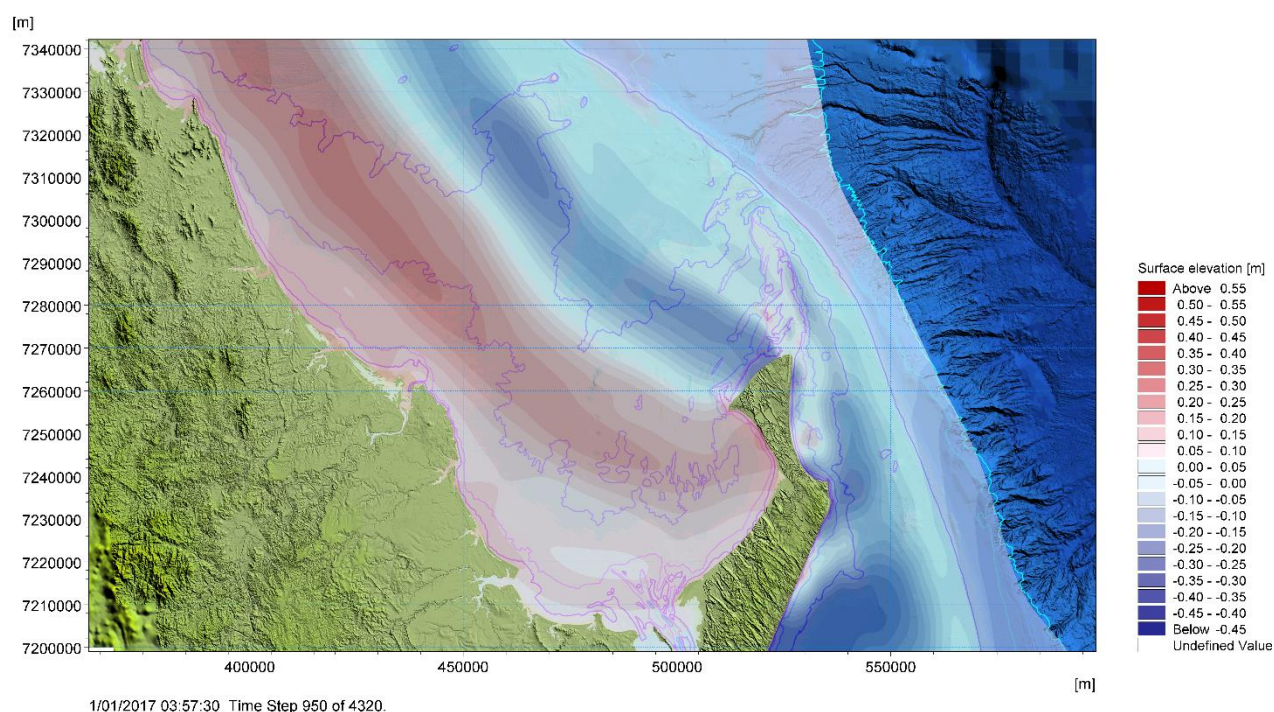 [m]
7340000
7330000
7320000
7310000
7300000
7290000
7280000
7270000
7260000
7250000
7240000
7230000
7220000
7210000
7200000
400000 450000 500000 550000
[m]
1/01/2017 03:57:30 Time Step 950 of 4320.
Surface elevation [m]
Above 0.55
0.50 - 0.55
0.45 - 0.50
0.40 - 0.45
0.35 - 0.40
0.30 - 0.35
0.25 - 0.30
0.20 - 0.25
0.15 - 0.20
0.10 - 0.15
0.05 - 0.10
0.00 - 0.05
-0.05 - 0.00
-0.10 - -0.05
-0.15 - -0.10
-0.20 - -0.15
-0.25 - -0.20
-0.30 - -0.25
-0.35 - -0.30
-0.40 - -0.35
-0.45 - -0.40
Below -0.45
Undefined Value